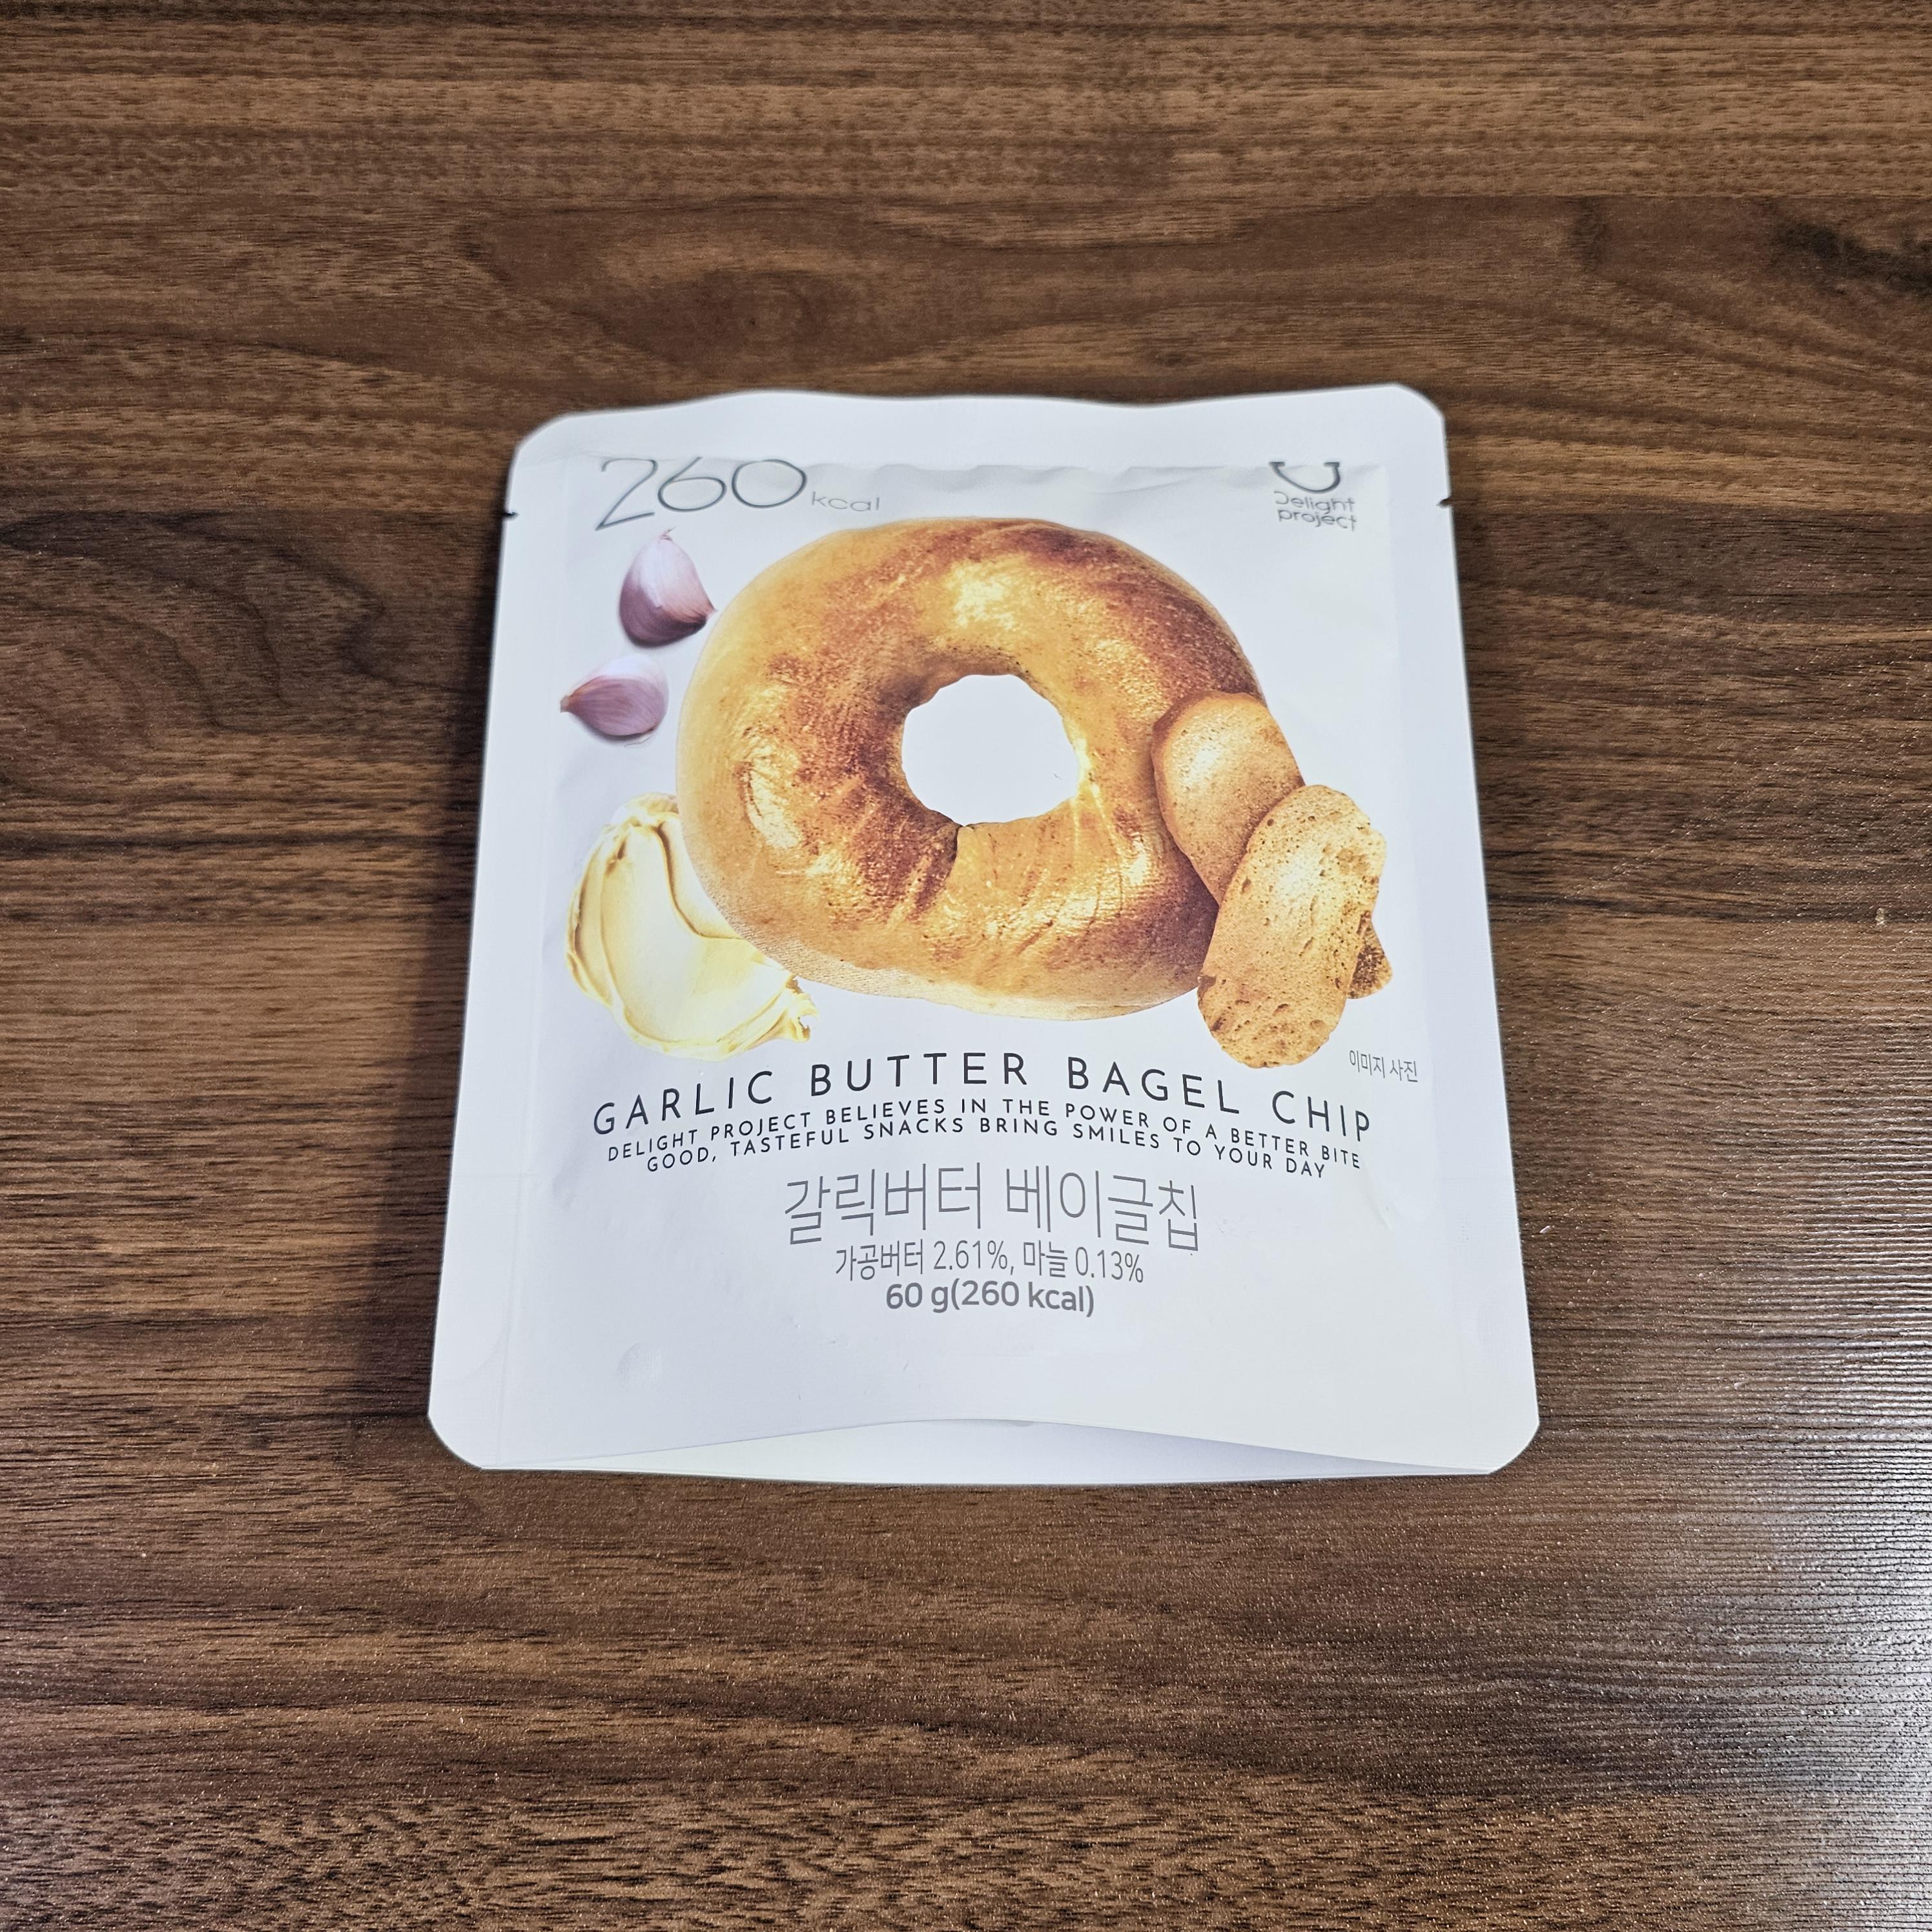 260 kcal
Delight
project
이미지 사진
GARLIC BUTTER BAGEL CHIP
DELIGHT PROJECT BELIEVES IN THE POWER OF A BETTER BITE
GOOD, TASTEFUL SNACKS BRING SMILES TO YOUR DAY
갈릭버터 베이글칩
가공버터 2.61%, 마늘 0.13%
60 g(260 kcal)